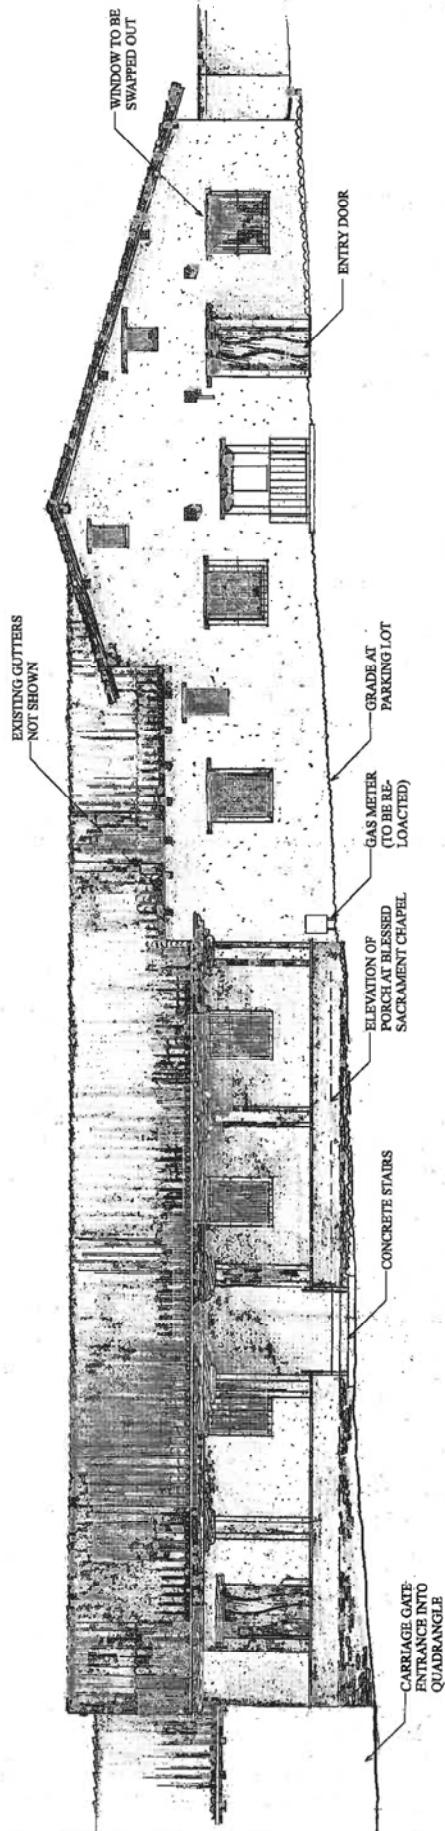 WINDOW TO BE
SWAPPED OUT
ENTRY DOOR
EXISTING GUTTERS
NOT SHOWN
GRADE AT
PARKING LOT
GAS METER
(TO BE RE-
LOACTED)
ELEVATION OF
PORCH AT BLESSED
SACRAMENT CHAPEL
CONCRETE STAIRS
CARRIAGE GATE
ENTRANCE INTO
QUADRANGLE